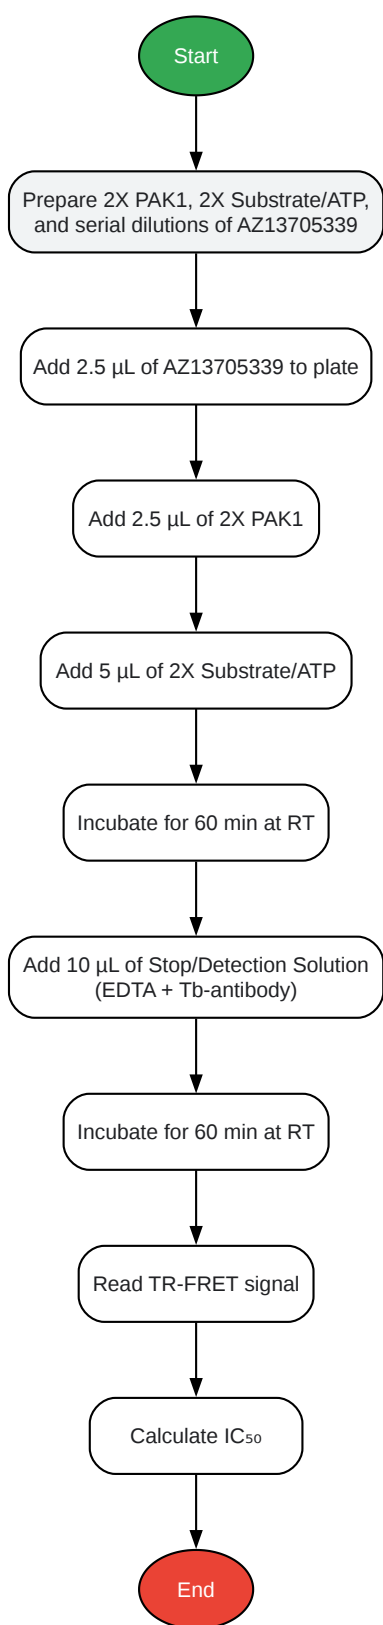 Start
Prepare 2X PAK1, 2X Substrate/ATP,
and serial dilutions of AZ13705339
Add 2.5 µL of AZ13705339 to plate
Add 2.5 µL of 2X PAK1
Add 5 µL of 2X Substrate/ATP
Incubate for 60 min at RT
Add 10 µL of Stop/Detection Solution
(EDTA + Tb-antibody)
Incubate for 60 min at RT
Read TR-FRET signal
Calculate IC₅₀
End